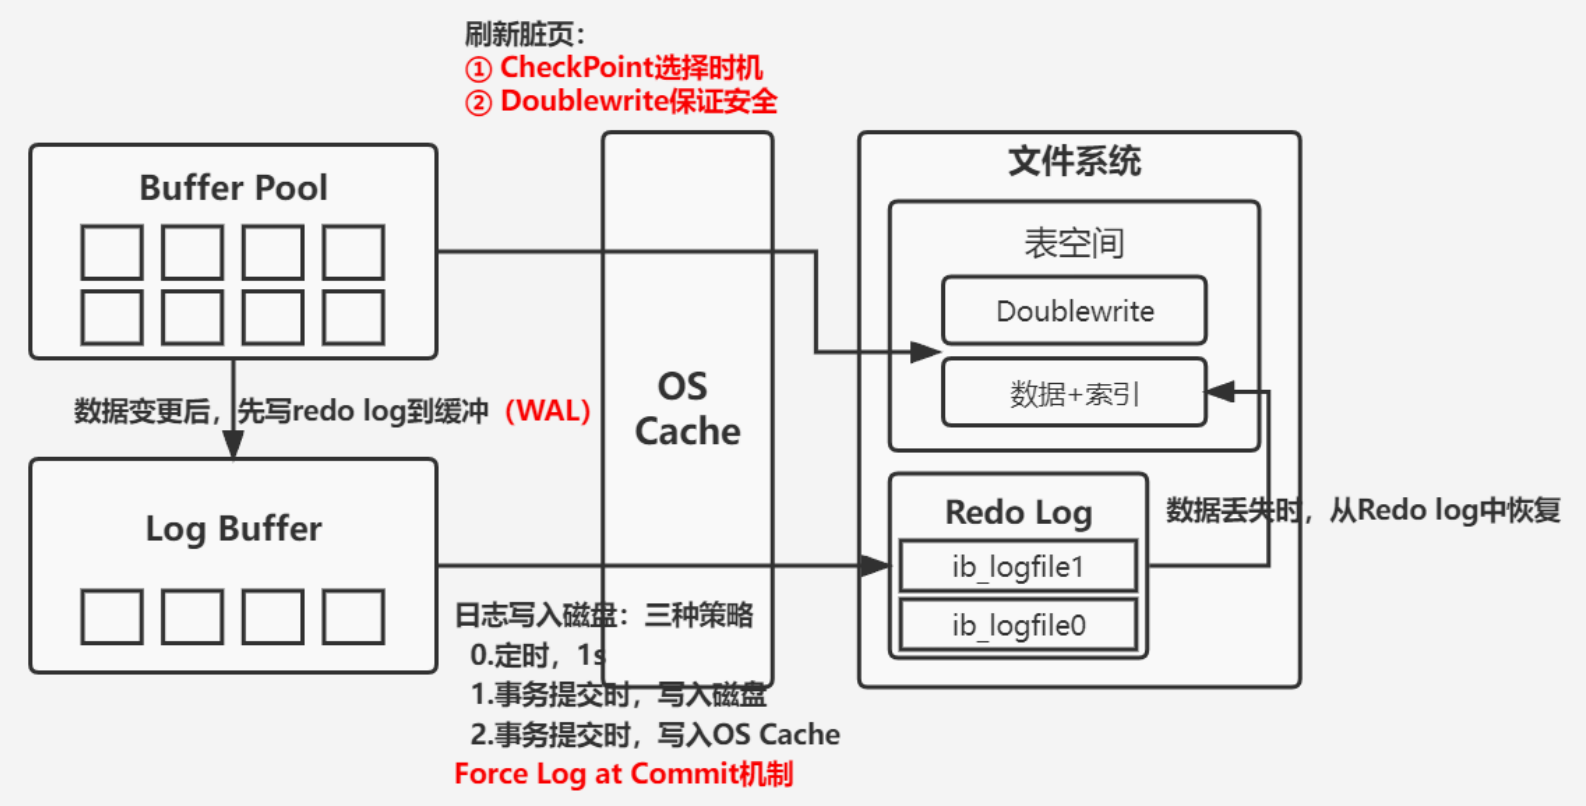 刷新脏页：
① CheckPoint选择时机
② Doublewrite保证安全
Buffer Pool
数据变更后，先写redo log到缓冲（WAL）
Log Buffer
OS
Cache
文件系统
表空间
Doublewrite
数据+索引
Redo Log
ib_logfile1
ib_logfile0
数据丢失时，从Redo log中恢复
日志写入磁盘：三种策略
0.定时，1s
1.事务提交时，写入磁盘
2.事务提交时，写入OS Cache
Force Log at Commit机制